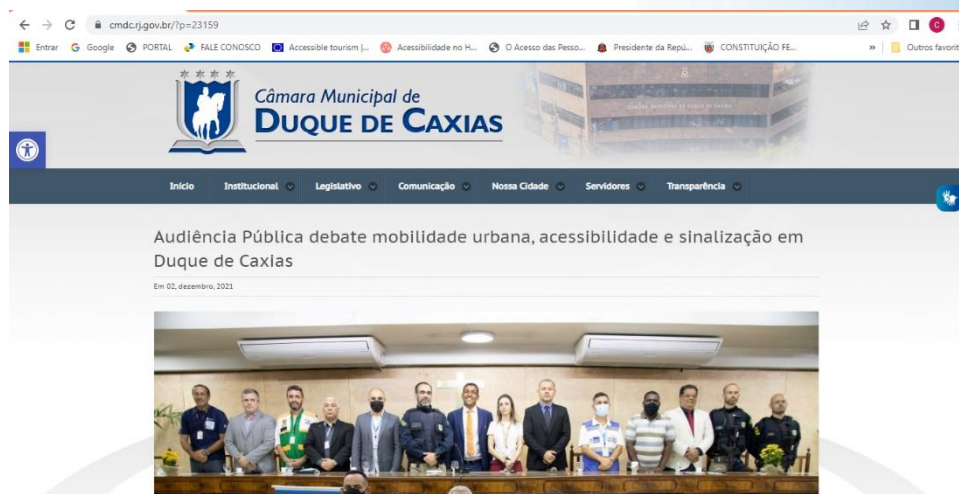 cmdc.rj.gov.br/?p=23159
Entrar Google PORTAL FALE CONOSCO Accessible tourism |... Acessibilidade no H... O Acesso das Pesso... Presidente da Repú... CONSTITUIÇÃO FE... » Outros favorit
Câmara Municipal de
DUQUE DE CAXIAS
Início Institucional Legislativo Comunicação Nossa Cidade Servidores Transparência
Audiência Pública debate mobilidade urbana, acessibilidade e sinalização em
Duque de Caxias
Em 02, dezembro, 2021